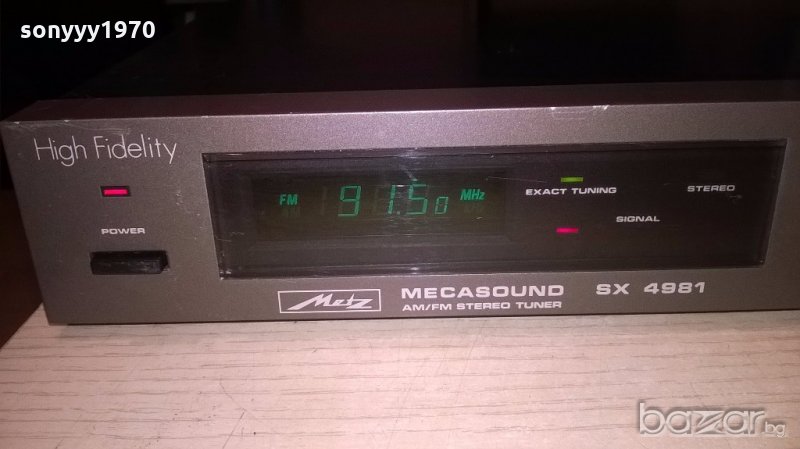 sonyyy1970
High Fidelity
POWER
FM
AM
91.50 MHz
EXACT TUNING
STEREO
SIGNAL
Metz
MECASOUND SX 4981
AM/FM STEREO TUNER
bazar.bg